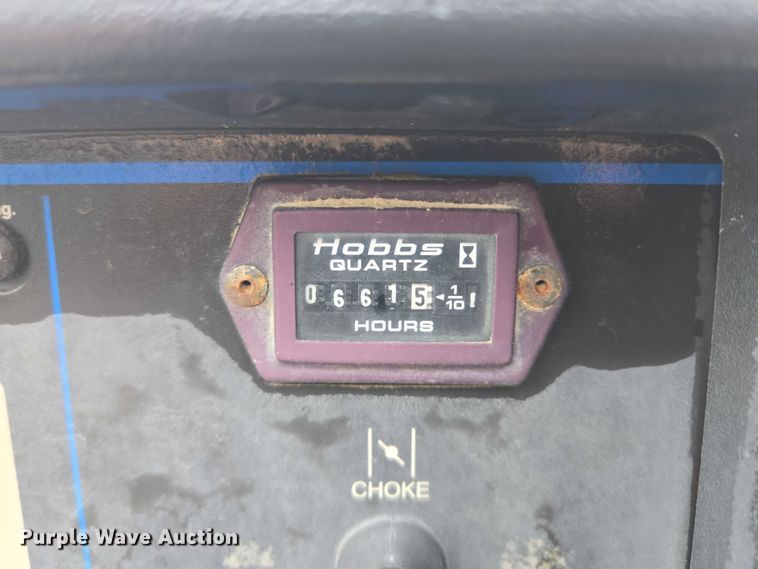 g.
Hobbs
QUARTZ
0 6 6 1 5 ◄ 1/10
HOURS
CHOKE
Purple Wave Auction